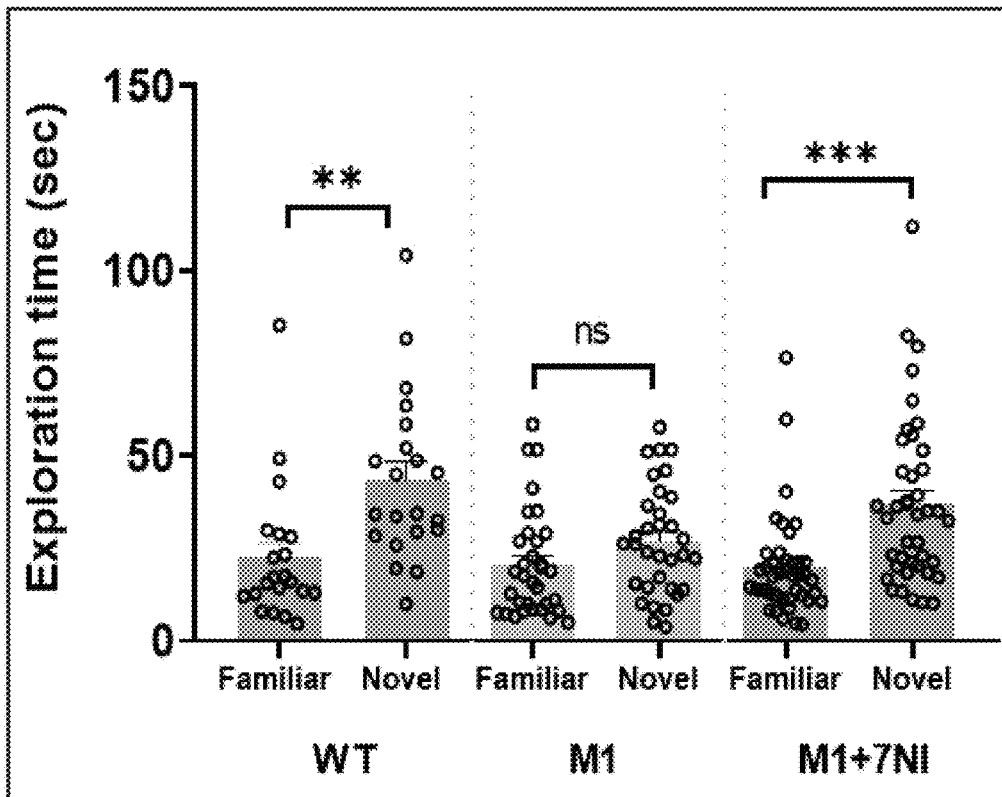 Exploration time (sec)
150
100
50
0
**
ns
***
Familiar Novel Familiar Novel Familiar Novel
WT M1 M1+7NI